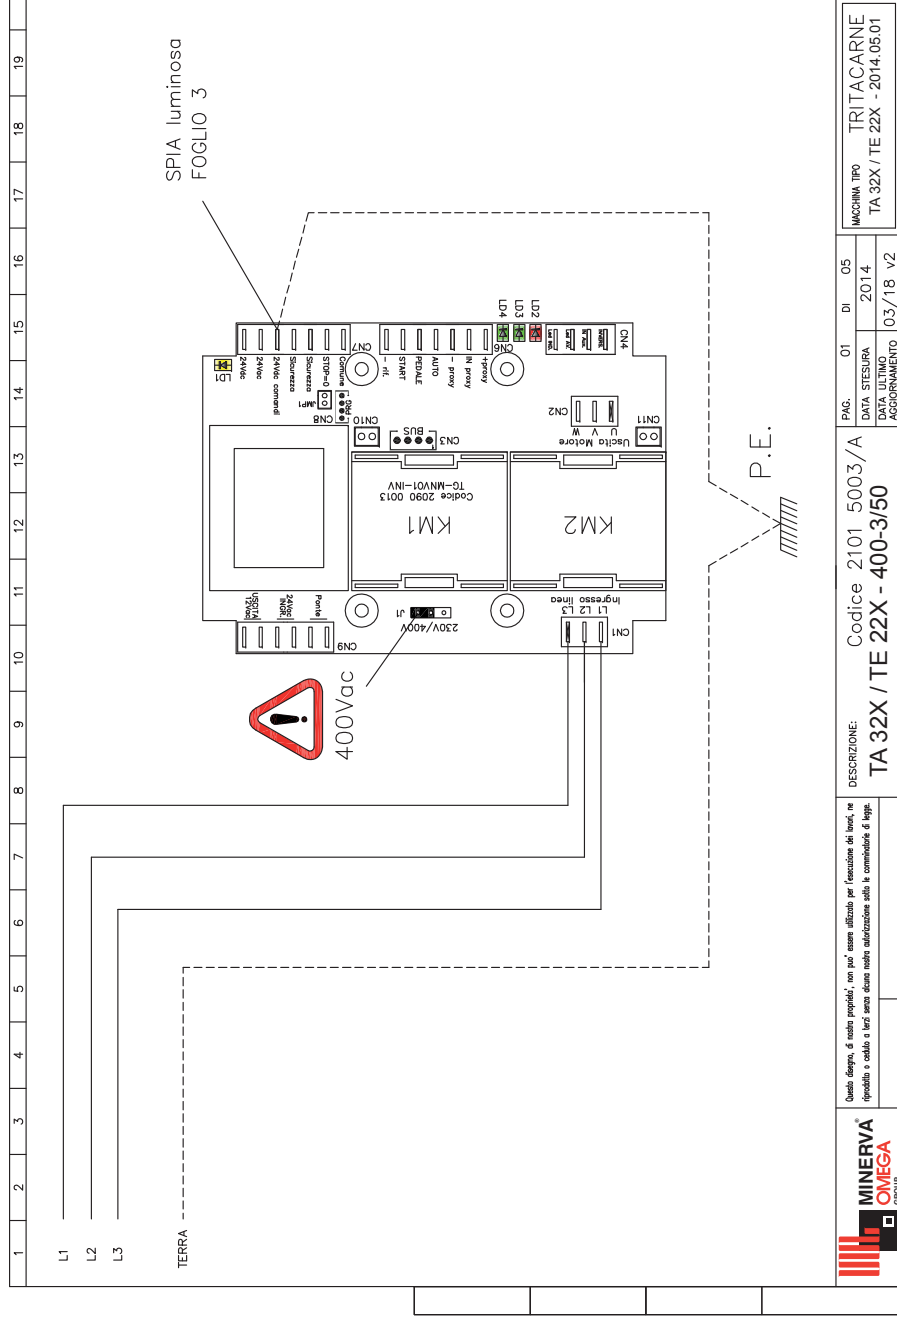 1 2 3 4 5 6 7 8 9 10 11 12 13 14 15 16 17 18 19
L1
L2
L3
TERRA
SPIA luminosa
FOGLIO 3
400Vac
P.E.
LD1
24Vdc
24Vac
24Vdc comandi
Sicurezza
Sicurezza
STOP=0
Comune
CN7
JMP1
PRG
CN8
CN10
- rif.
START
PEDALE
AUTO
- proxy
IN proxy
+proxy
CN6
LD4
LD3
LD2
CN4
BUS
CN3
CN2
W
V
U
Uscita Motore
CN11
KM1
Codice 2090 0013
TG-MNV01-INV
KM2
USCITA
12Vac
24Vac
INGR.
Ponte
CN9
J1
230V/400V
Ingresso linea
L3 L2 L1
CN1
MINERVA
OMEGA
GROUP
Questo disegno, di nostra proprieta', non puo' essere utilizzato per l'esecuzione dei lavori, ne
riprodotto o ceduto a terzi senza alcuna nostra autorizzazione sotto le comminatorie di legge.
DESCRIZIONE:
Codice 2101 5003/A
TA 32X / TE 22X - 400-3/50
PAG. 01 DI 05
DATA STESURA 2014
DATA ULTIMO
AGGIORNAMENTO 03/18 v2
MACCHINA TIPO TRITACARNE
TA 32X / TE 22X - 2014.05.01